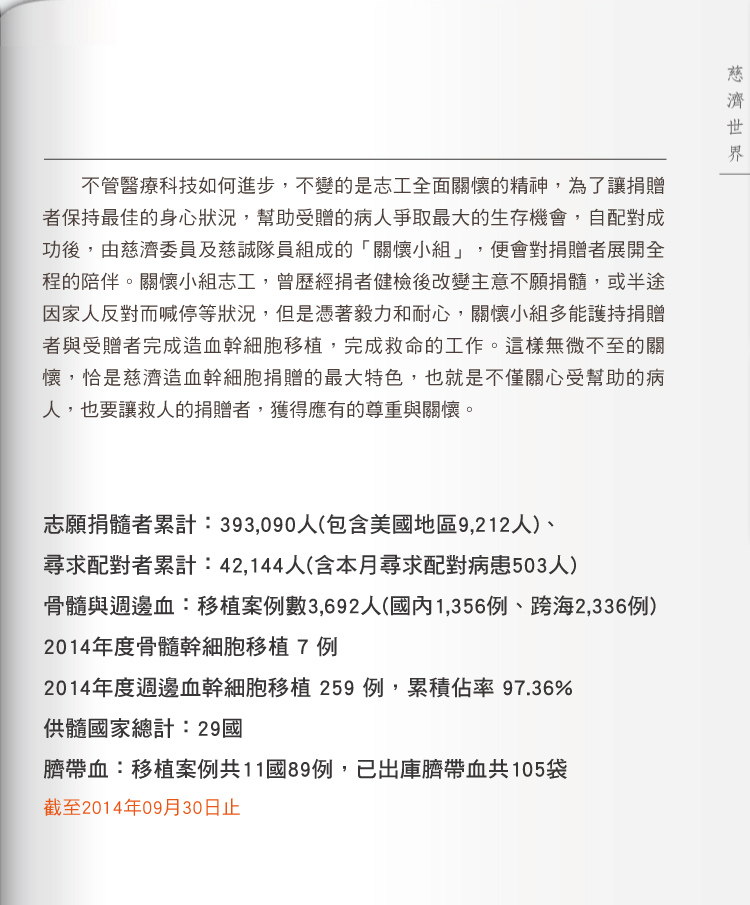 慈濟世界
不管醫療科技如何進步，不變的是志工全面關懷的精神，為了讓捐贈
者保持最佳的身心狀況，幫助受贈的病人爭取最大的生存機會，自配對成
功後，由慈濟委員及慈誠隊員組成的「關懷小組」，便會對捐贈者展開全
程的陪伴。關懷小組志工，曾歷經捐者健檢後改變主意不願捐髓，或半途
因家人反對而喊停等狀況，但是憑著毅力和耐心，關懷小組多能護持捐贈
者與受贈者完成造血幹細胞移植，完成救命的工作。這樣無微不至的關
懷，恰是慈濟造血幹細胞捐贈的最大特色，也就是不僅關心受幫助的病
人，也要讓救人的捐贈者，獲得應有的尊重與關懷。
志願捐髓者累計：393,090人(包含美國地區9,212人)、
尋求配對者累計：42,144人(含本月尋求配對病患503人)
骨髓與週邊血：移植案例數3,692人(國內1,356例、跨海2,336例)
2014年度骨髓幹細胞移植 7 例
2014年度週邊血幹細胞移植 259 例，累積佔率 97.36%
供髓國家總計：29國
臍帶血：移植案例共11國89例，已出庫臍帶血共105袋
截至2014年09月30日止